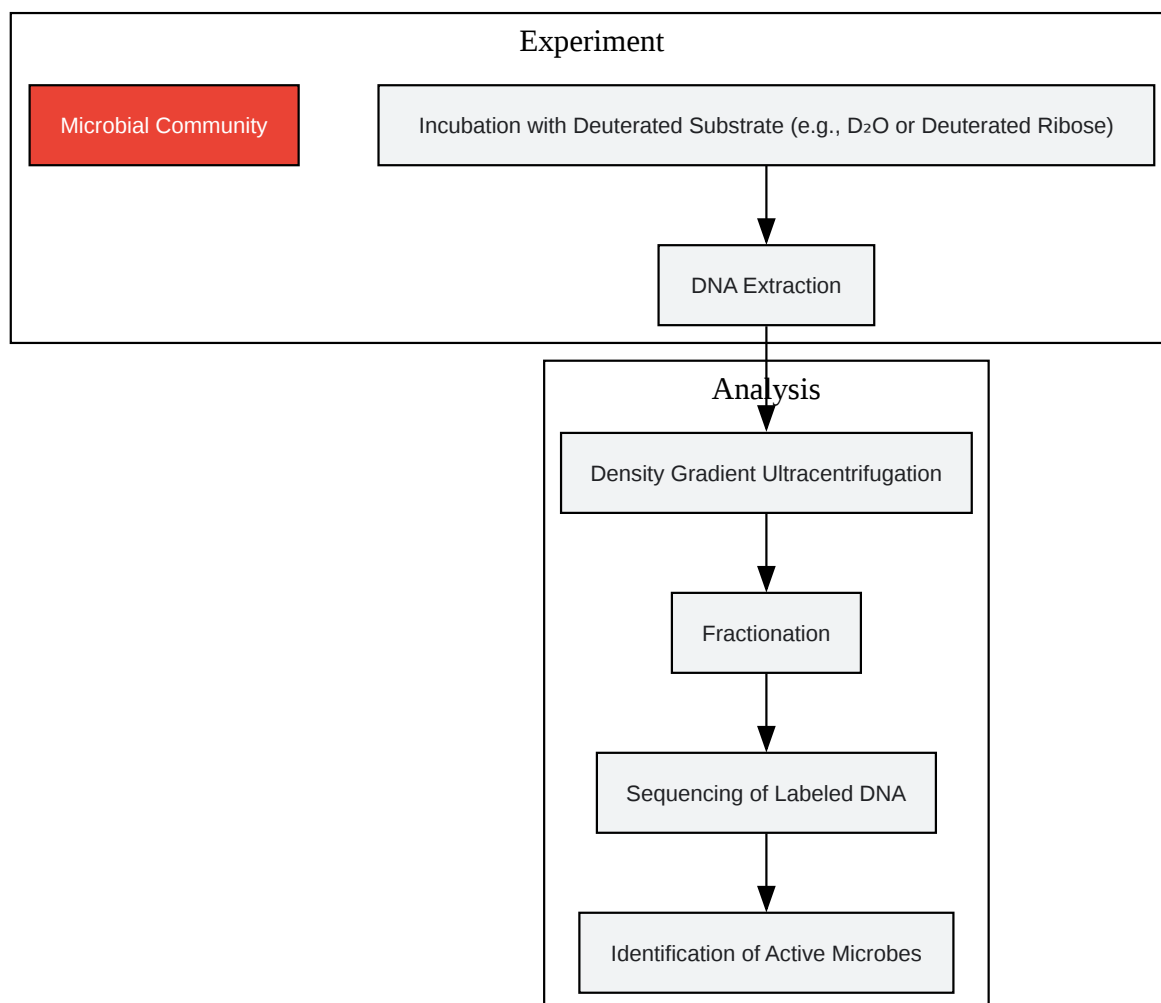 Experiment
Microbial Community
Incubation with Deuterated Substrate (e.g., D₂O or Deuterated Ribose)
DNA Extraction
Analysis
Density Gradient Ultracentrifugation
Fractionation
Sequencing of Labeled DNA
Identification of Active Microbes